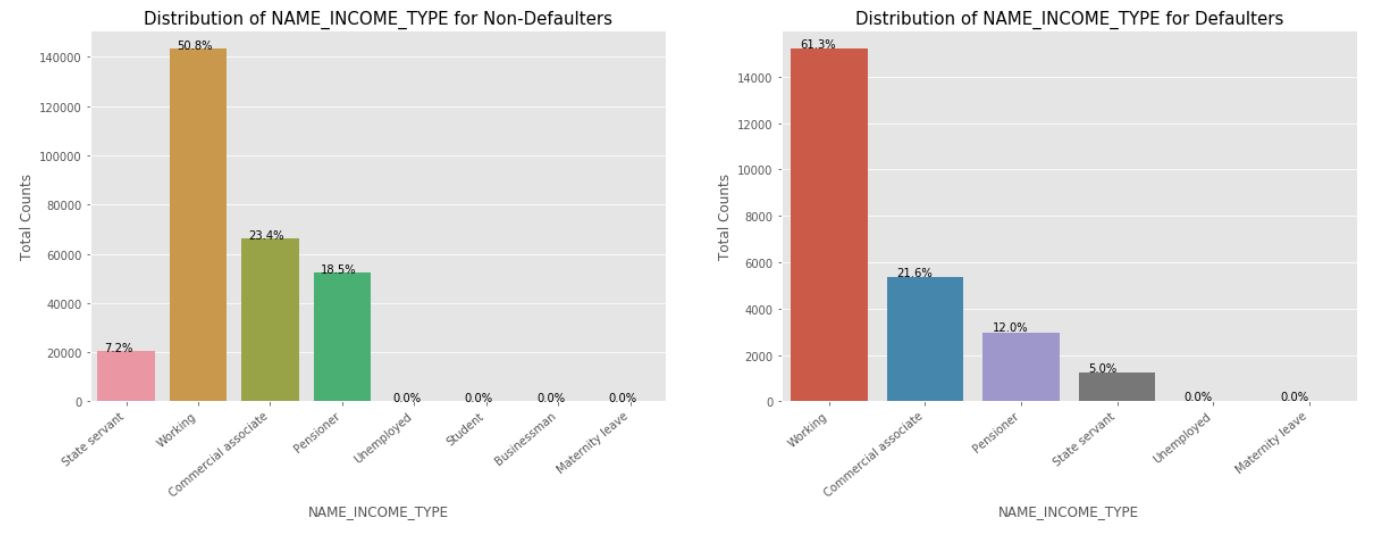 Distribution of NAME_INCOME_TYPE for Non-Defaulters
Total Counts
140000
120000
100000
80000
60000
40000
20000
0
7.2%
50.8%
23.4%
18.5%
0.0%
0.0%
0.0%
0.0%
State servant
Working
Commercial associate
Pensioner
Unemployed
Student
Businessman
Maternity leave
NAME_INCOME_TYPE
Distribution of NAME_INCOME_TYPE for Defaulters
Total Counts
14000
12000
10000
8000
6000
4000
2000
0
61.3%
21.6%
12.0%
5.0%
0.0%
0.0%
Working
Commercial associate
Pensioner
State servant
Unemployed
Maternity leave
NAME_INCOME_TYPE